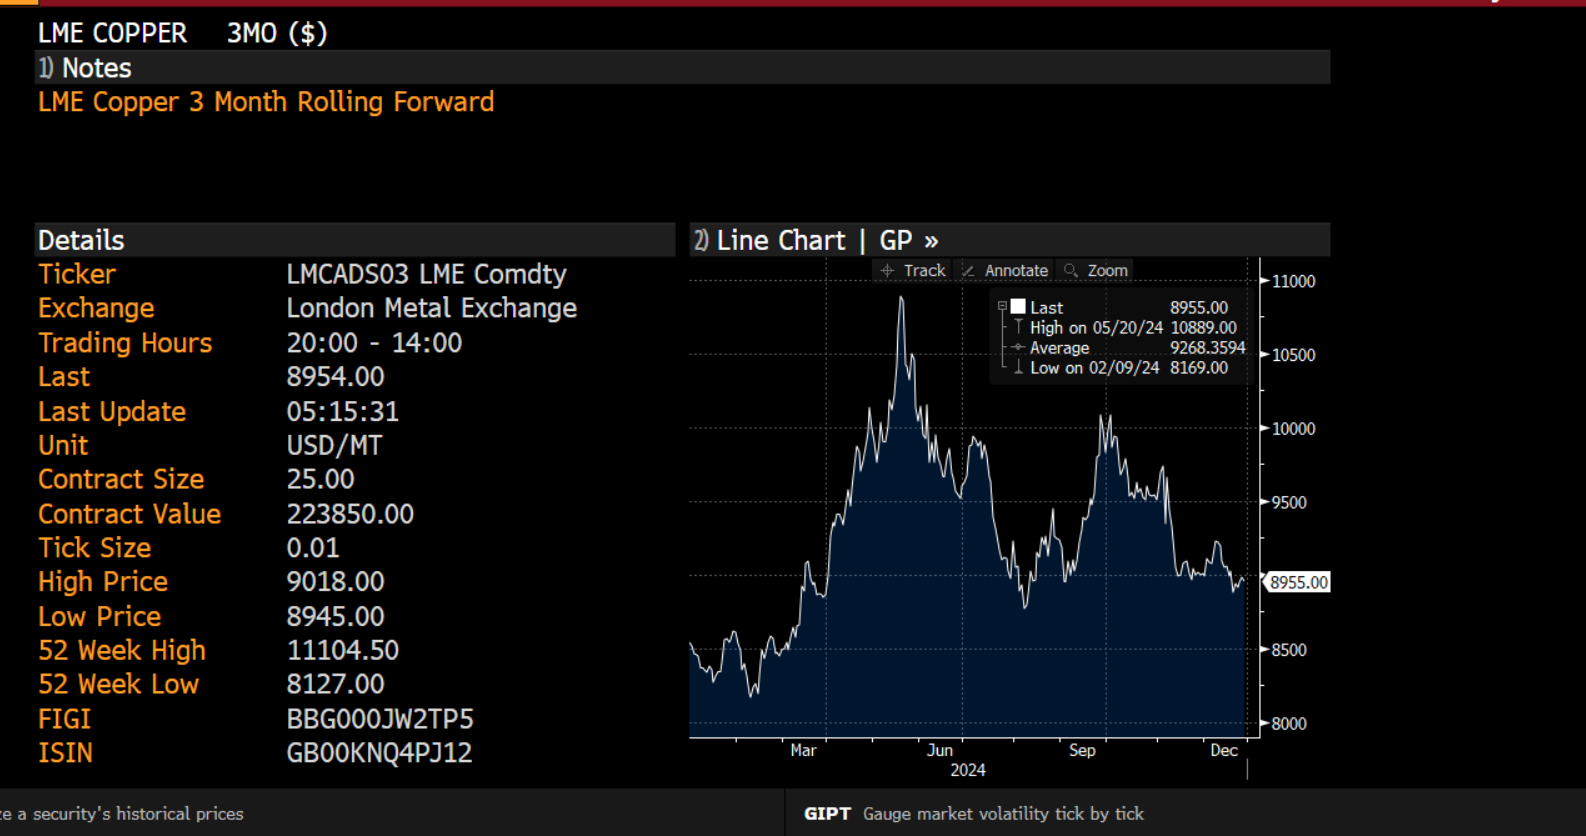 LME COPPER 3MO ($)
1) Notes
LME Copper 3 Month Rolling Forward
Details
Ticker LMCADS03 LME Comdty
Exchange London Metal Exchange
Trading Hours 20:00 - 14:00
Last 8954.00
Last Update 05:15:31
Unit USD/MT
Contract Size 25.00
Contract Value 223850.00
Tick Size 0.01
High Price 9018.00
Low Price 8945.00
52 Week High 11104.50
52 Week Low 8127.00
FIGI BBG000JW2TP5
ISIN GB00KNQ4PJ12
2) Line Chart | GP »
Track Annotate Zoom
Last 8955.00
High on 05/20/24 10889.00
Average 9268.3594
Low on 02/09/24 8169.00
11000
10500
10000
9500
8955.00
8500
8000
Mar Jun Sep Dec
2024
a security's historical prices
GIPT Gauge market volatility tick by tick